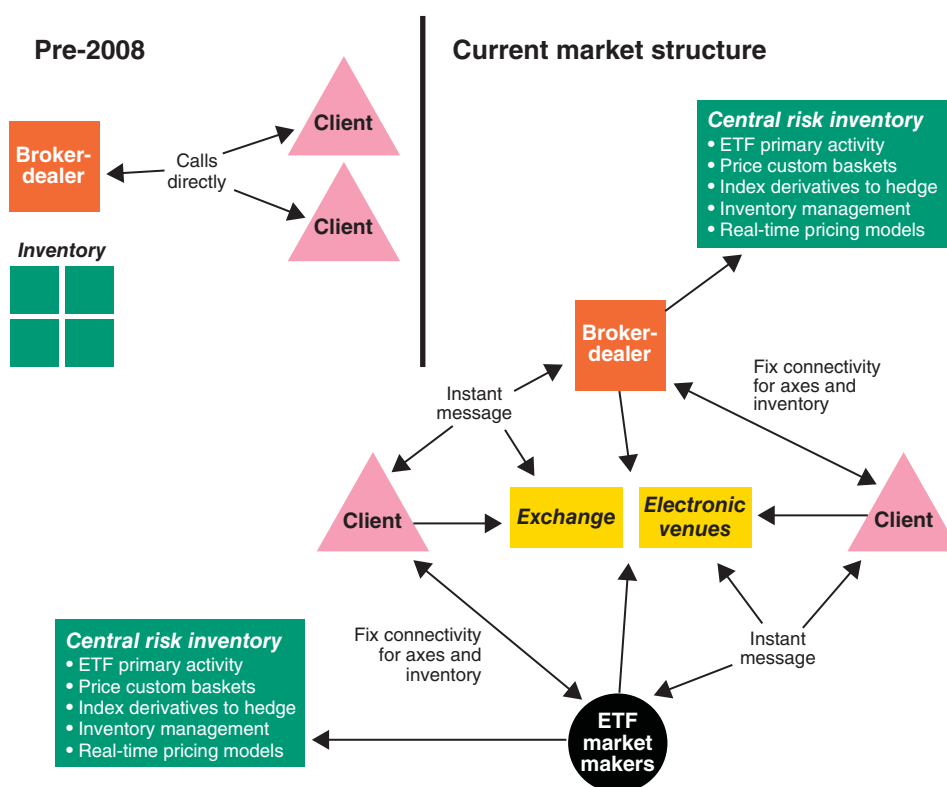 Pre-2008
Broker-
dealer
Calls
directly
Client
Client
Inventory
Current market structure
Central risk inventory
• ETF primary activity
• Price custom baskets
• Index derivatives to hedge
• Inventory management
• Real-time pricing models
Broker-
dealer
Instant
message
Fix connectivity
for axes and
inventory
Client
Exchange
Electronic
venues
Client
Fix connectivity
for axes and
inventory
Instant
message
Central risk inventory
• ETF primary activity
• Price custom baskets
• Index derivatives to hedge
• Inventory management
• Real-time pricing models
ETF
market
makers